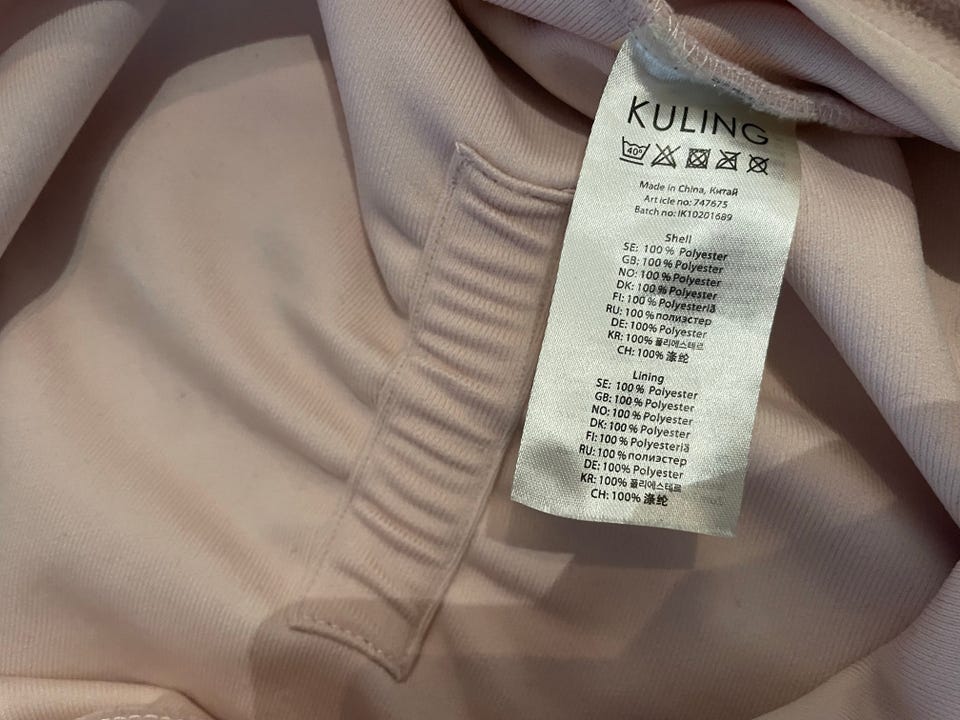 KULING
40°
Made in China, Китай
Article no: 747675
Batch no: IK10201689
Shell
SE: 100 % Polyester
GB: 100 % Polyester
NO: 100 % Polyester
DK: 100 % Polyester
FI: 100 % Polyesteriä
RU: 100 % полиэстер
DE: 100% Polyester
KR: 100% 폴리에스테르
CH: 100% 涤纶
Lining
SE: 100 % Polyester
GB: 100 % Polyester
NO: 100 % Polyester
DK: 100 % Polyester
FI: 100 % Polyesteriä
RU: 100 % полиэстер
DE: 100% Polyester
KR: 100% 폴리에스테르
CH: 100% 涤纶